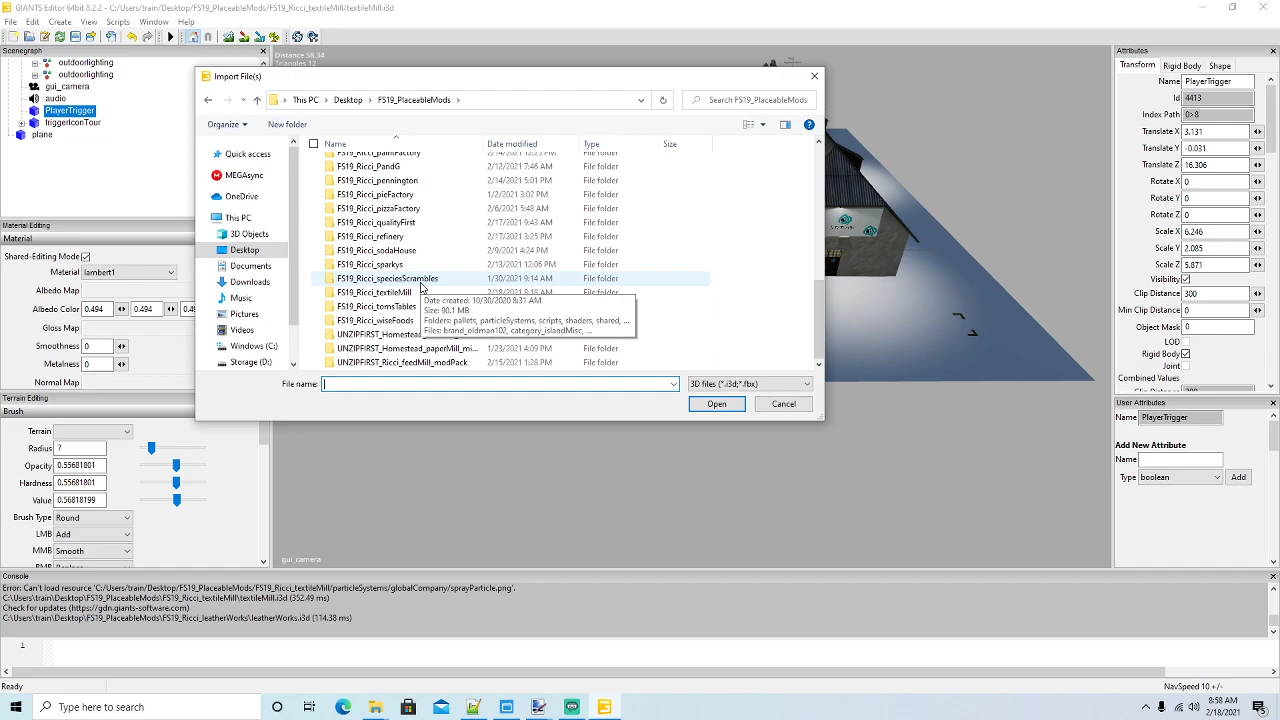 GIANTS Editor 64bit 8.2.2 - C:/Users/train/Desktop/FS19_PlaceableMods/FS19_Ricci_textileMill/textileMill.i3d
File Edit Create View Scripts Window Help
Scenegraph
outdoorlighting
outdoorlighting
gui_camera
audio
PlayerTrigger
triggerIconTour
plane
Material Editing
Material
Shared-Editing Mode
Material lambert1
Albedo Map
Albedo Color 0.494 0.494
Gloss Map
Smoothness 0
Metalness 0
Normal Map
Terrain Editing
Brush
Terrain
Radius 7
Opacity 0.55681801
Hardness 0.55681801
Value 0.56818199
Brush Type Round
LMB Add
MMB Smooth
Distance 58.34
Triangles 12
gui_camera
Import File(s)
This PC > Desktop > FS19_PlaceableMods >
Search FS19_PlaceableMods
Organize New folder
Name Date modified Type Size
Quick access
MEGAsync
OneDrive
This PC
3D Objects
Desktop
Documents
Downloads
Music
Pictures
Videos
Windows (C:)
Storage (D:)
FS19_Ricci_PandG 2/12/2021 7:46 AM File folder
FS19_Ricci_pennington 2/14/2021 5:01 PM File folder
FS19_Ricci_pieFactory 1/2/2021 3:02 PM File folder
FS19_Ricci_pizzaFactory 2/6/2021 5:48 AM File folder
FS19_Ricci_qualityFirst 2/17/2021 9:43 AM File folder
FS19_Ricci_refinery 2/17/2021 3:25 PM File folder
FS19_Ricci_sodaHouse 2/9/2021 4:24 PM File folder
FS19_Ricci_sparkys 2/13/2021 12:06 PM File folder
FS19_Ricci_speciesScrambles 1/30/2021 9:14 AM File folder
FS19_Ricci_textileMill 2/18/2021 8:18 AM File folder
FS19_Ricci_tomsTables
FS19_Ricci_wiseFoods
UNZIPFIRST_Homestead_
UNZIPFIRST_Homestead_paperMill_mi... 1/23/2021 4:09 PM File folder
UNZIPFIRST_Ricci_feedMill_modPack 2/15/2021 1:28 PM File folder
Date created: 10/30/2020 8:31 AM
Size: 90.1 MB
Folders: pallets, particleSystems, scripts, shaders, shared, ...
Files: brand_oldman102, category_islandMisc, ...
File name: 3D files (*.i3d;*.fbx)
Open Cancel
Attributes
Transform Rigid Body Shape
Name PlayerTrigger
Id 4413
Index Path 0>8
Translate X 3.131
Translate Y -0.031
Translate Z 16.306
Rotate X 0
Rotate Y 0
Rotate Z 0
Scale X 6.246
Scale Y 2.085
Scale Z 5.871
Visibility
Clip Distance 300
Min Clip Distance 0
Object Mask 0
LOD
Rigid Body
Joint
Combined Values
User Attributes
Name PlayerTrigger
Add New Attribute
Name
Type boolean Add
Console
Error: Can't load resource 'C:/Users/train/Desktop/FS19_PlaceableMods/FS19_Ricci_textileMill/particleSystems/globalCompany/sprayParticle.png'.
C:/Users/train/Desktop/FS19_PlaceableMods/FS19_Ricci_textileMill/textileMill.i3d (352.49 ms)
Check for updates (https://gdn.giants-software.com)
C:\Users\train\Desktop\FS19_PlaceableMods\FS19_Ricci_leatherWorks\leatherWorks.i3d (114.38 ms)
1
Ready
NavSpeed 10 +/-
Type here to search
8:58 AM
2/18/2021